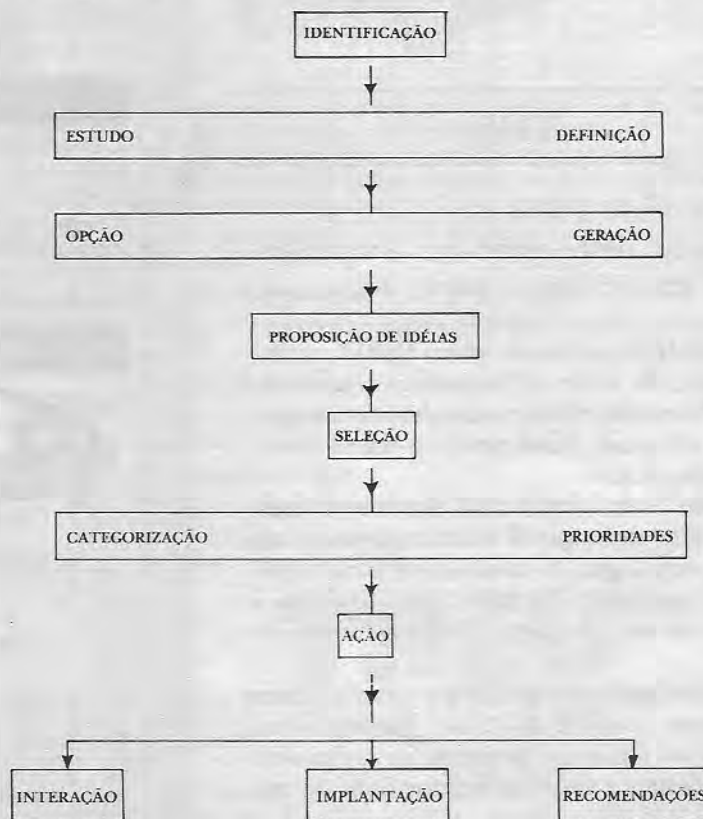 IDENTIFICAÇÃO
ESTUDO DEFINIÇÃO
OPÇÃO GERAÇÃO
PROPOSIÇÃO DE IDÉIAS
SELEÇÃO
CATEGORIZAÇÃO PRIORIDADES
AÇÃO
INTERAÇÃO IMPLANTAÇÃO RECOMENDAÇÕES